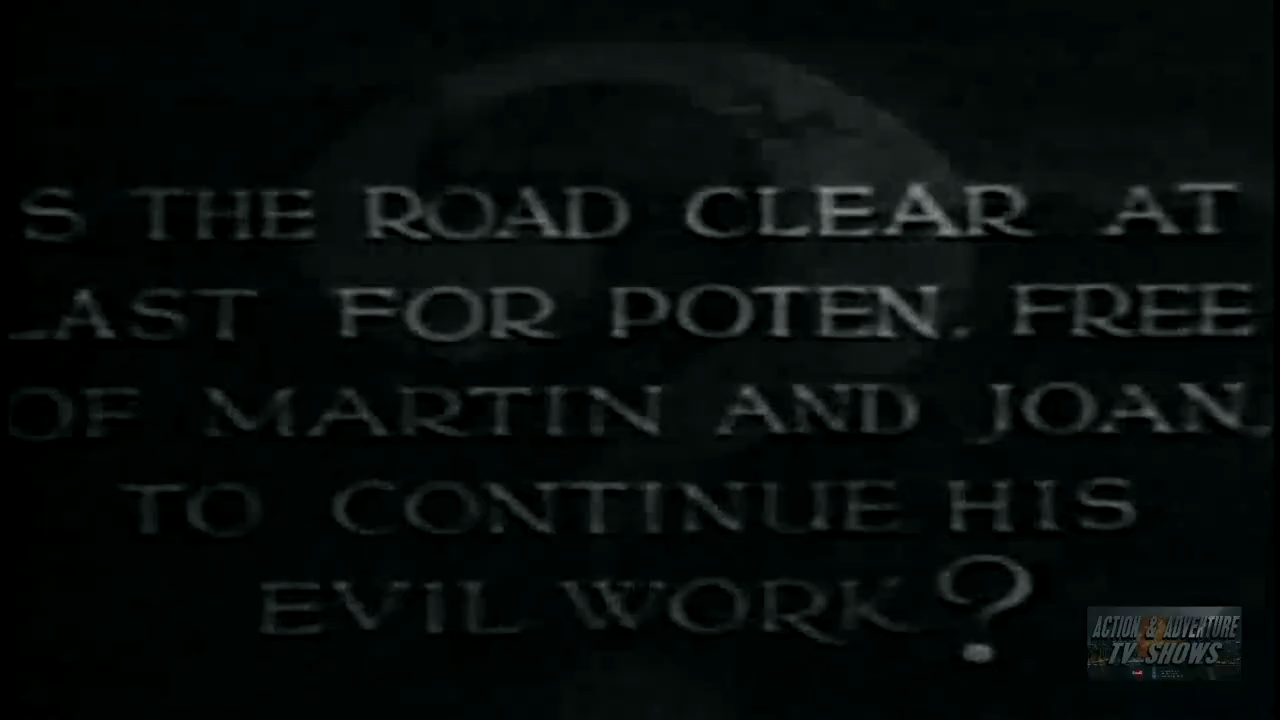 S THE ROAD CLEAR AT
LAST FOR POTEN, FREE
OF MARTIN AND JOAN,
TO CONTINUE HIS
EVIL WORK?
ACTION & ADVENTURE
TV SHOWS